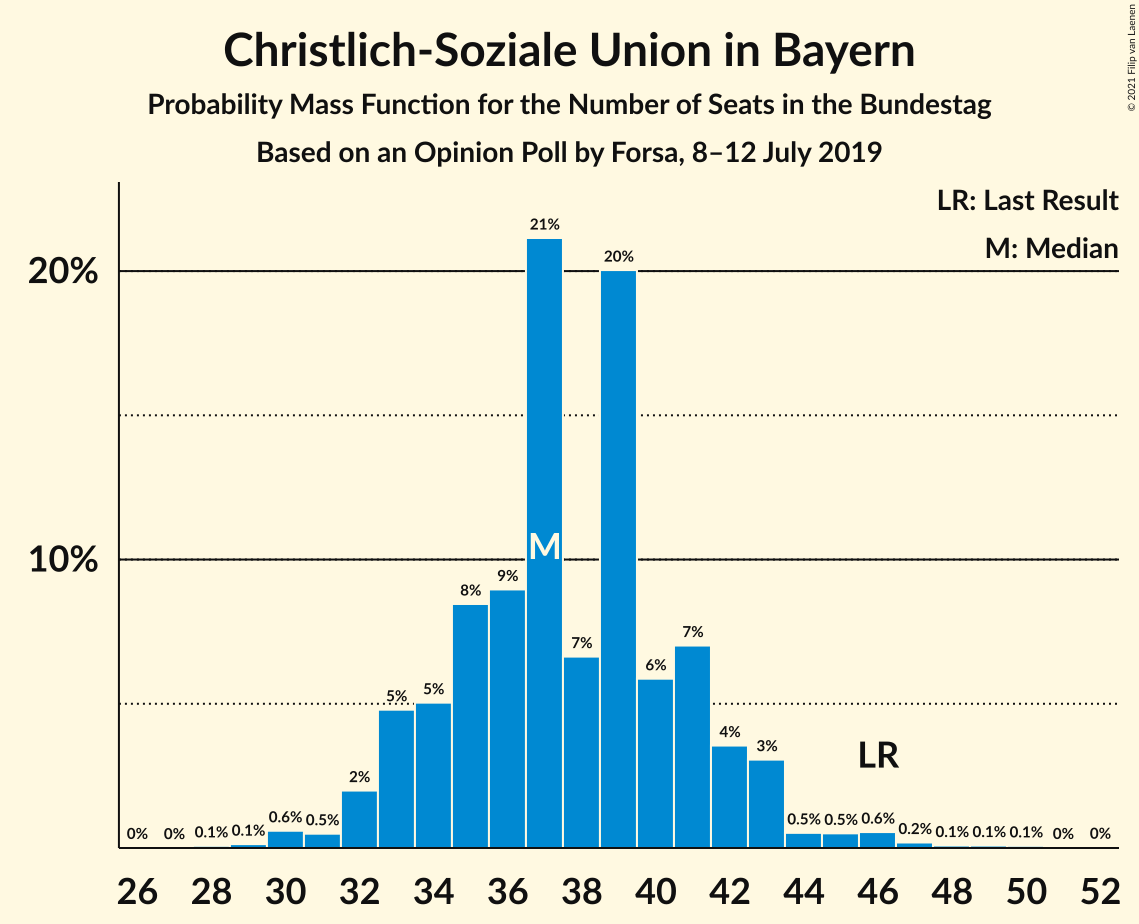 Christlich-Soziale Union in Bayern
Probability Mass Function for the Number of Seats in the Bundestag
Based on an Opinion Poll by Forsa, 8–12 July 2019
© 2021 Filip van Laenen
LR: Last Result
M: Median
20%
10%
0% 0% 0.1% 0.1% 0.6% 0.5% 2% 5% 5% 8% 9% 21% 7% 20% 6% 7% 4% 3% 0.5% 0.5% 0.6% 0.2% 0.1% 0.1% 0.1% 0% 0%
M
LR
26 28 30 32 34 36 38 40 42 44 46 48 50 52